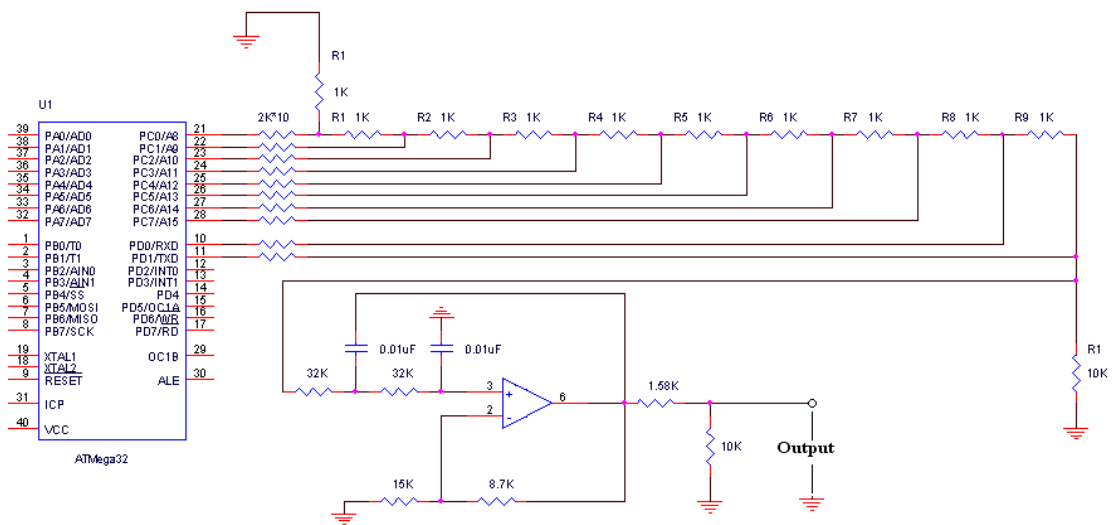 R1
1K
U1
2K*10
R1 1K
R2 1K
R3 1K
R4 1K
R5 1K
R6 1K
R7 1K
R8 1K
R9 1K
39 PA0/AD0 PC0/A8 21
38 PA1/AD1 PC1/A9 22
37 PA2/AD2 PC2/A10 23
36 PA3/AD3 PC3/A11 24
35 PA4/AD4 PC4/A12 25
34 PA5/AD5 PC5/A13 26
33 PA6/AD6 PC6/A14 27
32 PA7/AD7 PC7/A15 28
1 PB0/T0 PD0/RXD 10
2 PB1/T1 PD1/TXD 11
3 PB2/AIN0 PD2/INT0 12
4 PB3/AIN1 PD3/INT1 13
5 PB4/SS PD4 14
6 PB5/MOSI PD5/OC1A 15
7 PB6/MISO PD6/WR 16
8 PB7/SCK PD7/RD 17
19 XTAL1 OC1B 29
18 XTAL2
9 RESET ALE 30
31 ICP
40 VCC
ATMega32
0.01uF
0.01uF
32K
32K
3
+
2
-
6
1.58K
R1
10K
10K
Output
15K
8.7K